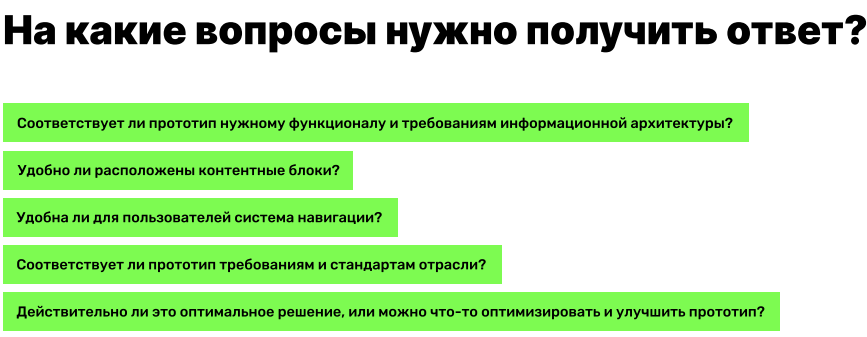 На какие вопросы нужно получить ответ?
Соответствует ли прототип нужному функционалу и требованиям информационной архитектуры?
Удобно ли расположены контентные блоки?
Удобна ли для пользователей система навигации?
Соответствует ли прототип требованиям и стандартам отрасли?
Действительно ли это оптимальное решение, или можно что-то оптимизировать и улучшить прототип?